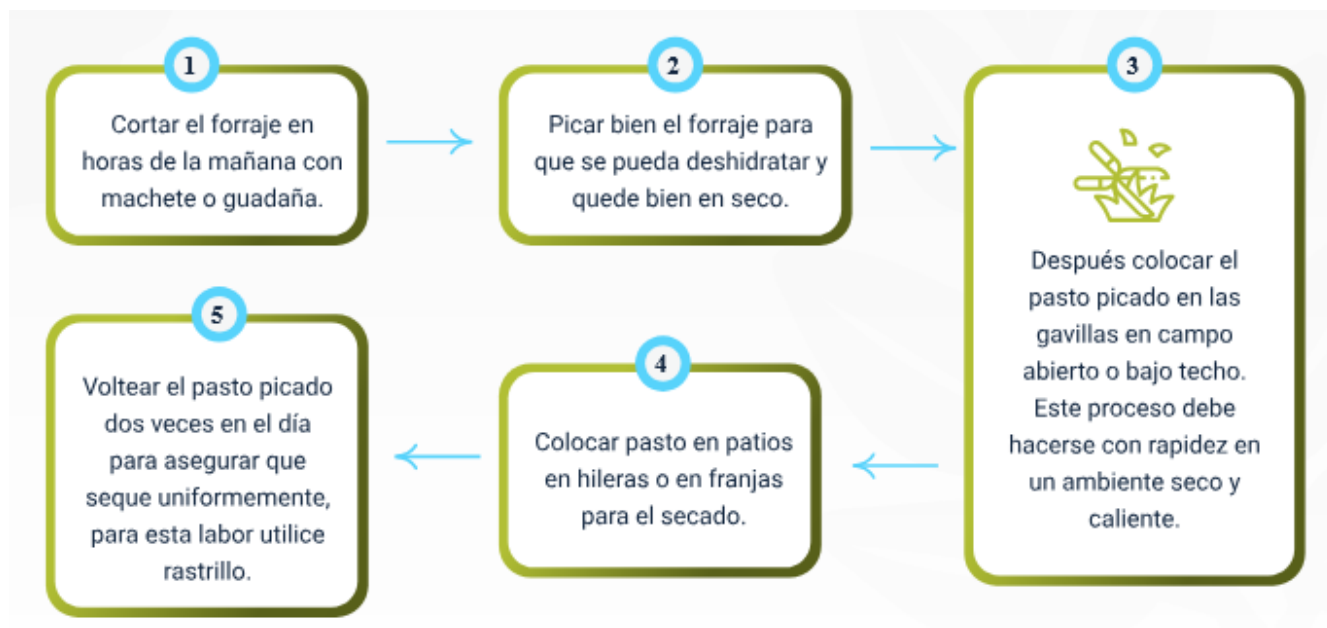 1
Cortar el forraje en
horas de la mañana con
machete o guadaña.
2
Picar bien el forraje para
que se pueda deshidratar y
quede bien en seco.
3
Después colocar el
pasto picado en las
gavillas en campo
abierto o bajo techo.
Este proceso debe
hacerse con rapidez en
un ambiente seco y
caliente.
4
Colocar pasto en patios
en hileras o en franjas
para el secado.
5
Voltear el pasto picado
dos veces en el día
para asegurar que
seque uniformemente,
para esta labor utilice
rastrillo.